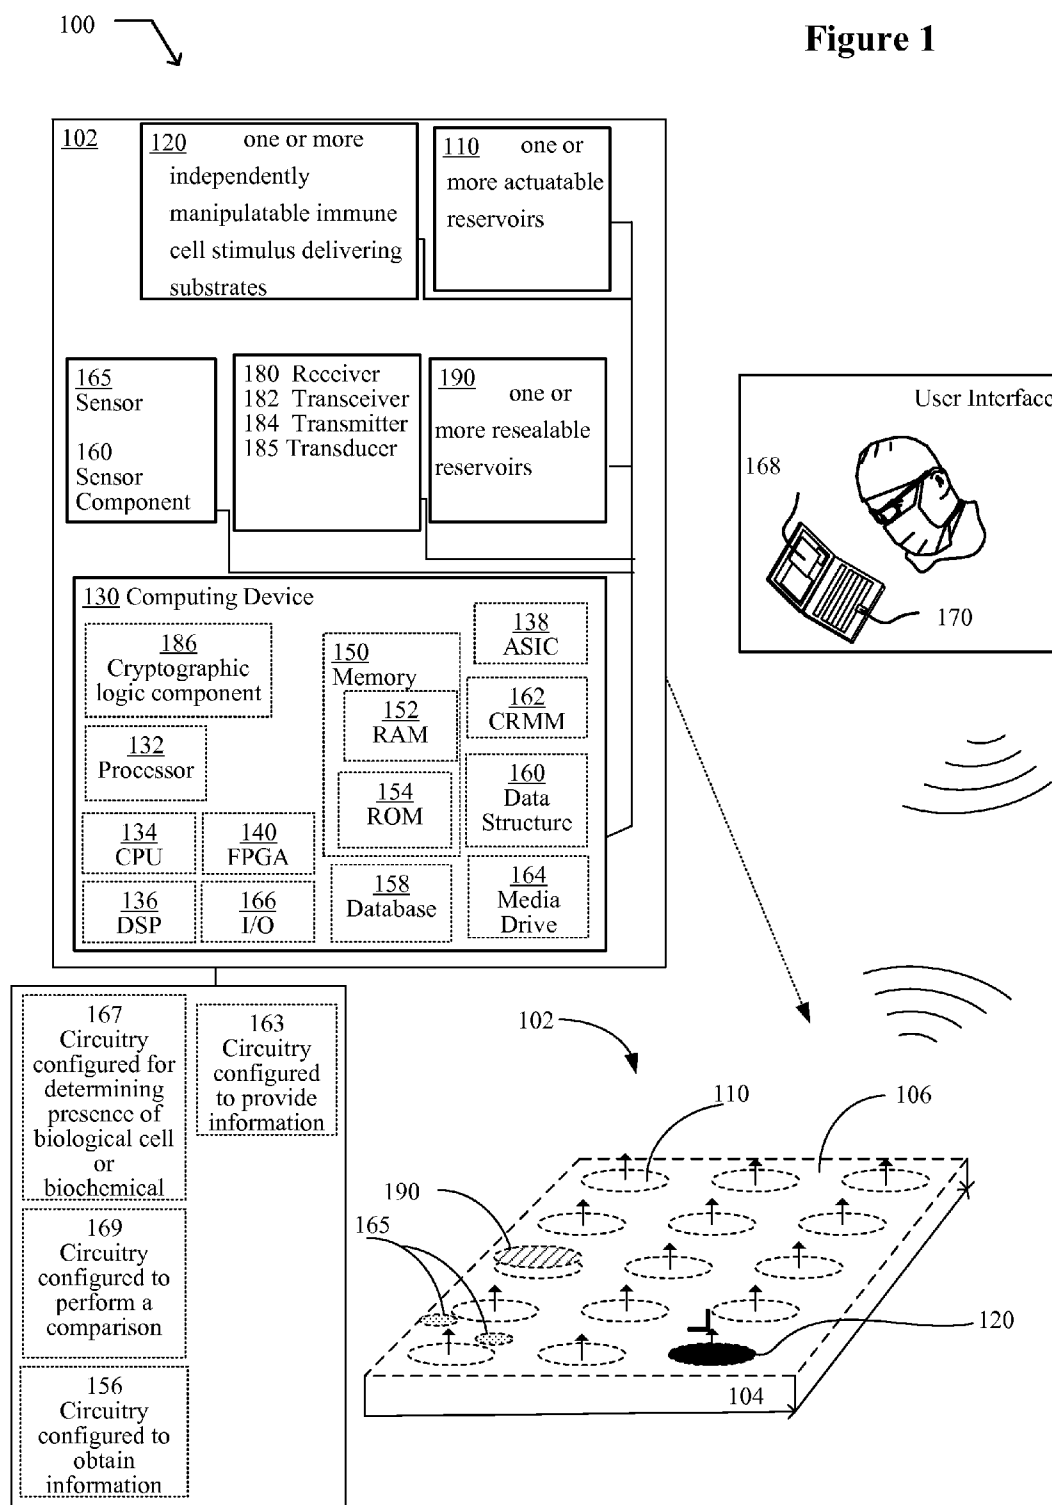 100
Figure 1
102
120 one or more
independently
manipulatable immune
cell stimulus delivering
substrates
110 one or
more actuatable
reservoirs
165
Sensor
160
Sensor
Component
180 Receiver
182 Transceiver
184 Transmitter
185 Transducer
190
one or
more resealable
reservoirs
User Interface
168
170
130 Computing Device
186
Cryptographic
logic component
132
Processor
134
CPU
140
FPGA
136
DSP
166
I/O
150
Memory
152
RAM
154
ROM
158
Database
138
ASIC
162
CRMM
160
Data
Structure
164
Media
Drive
167
Circuitry
configured for
determining
presence of
biological cell
or
biochemical
163
Circuitry
configured
to provide
information
169
Circuitry
configured to
perform a
comparison
156
Circuitry
configured to
obtain
information
102
110
106
190
165
120
104